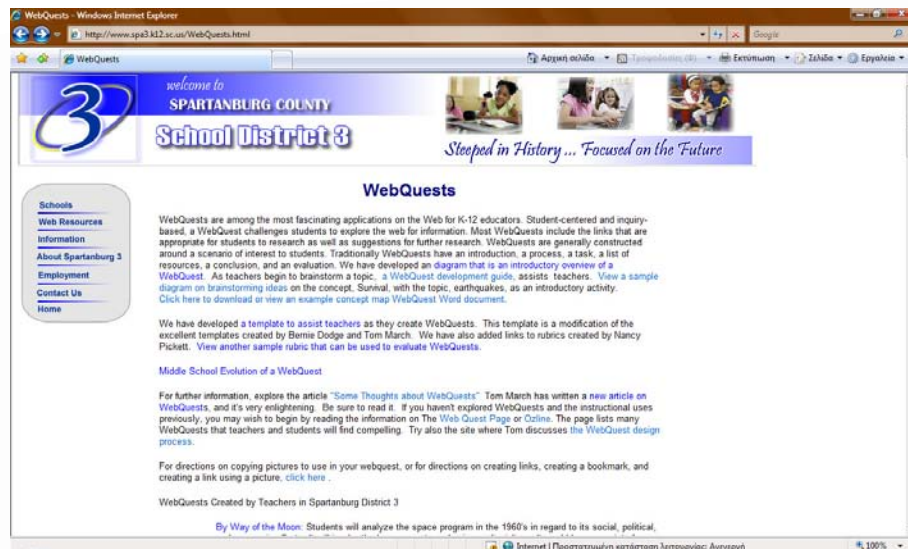 WebQuests - Windows Internet Explorer
http://www.spa3.k12.sc.us/WebQuests.html
Google
WebQuests
Αρχική σελίδα
Εκτύπωση
Σελίδα
Εργαλεία
3
welcome to
SPARTANBURG COUNTY
School District 3
Steeped in History ... Focused on the Future
Schools
Web Resources
Information
About Spartanburg 3
Employment
Contact Us
Home
WebQuests
WebQuests are among the most fascinating applications on the Web for K-12 educators. Student-centered and inquiry-
based, a WebQuest challenges students to explore the web for information. Most WebQuests include the links that are
appropriate for students to research as well as suggestions for further research. WebQuests are generally constructed
around a scenario of interest to students. Traditionally WebQuests have an introduction, a process, a task, a list of
resources, a conclusion, and an evaluation. We have developed an diagram that is an introductory overview of a
WebQuest. As teachers begin to brainstorm a topic, a WebQuest development guide, assists teachers. View a sample
diagram on brainstorming ideas on the concept, Survival, with the topic, earthquakes, as an introductory activity.
Click here to download or view an example concept map WebQuest Word document.
We have developed a template to assist teachers as they create WebQuests. This template is a modification of the
excellent templates created by Bernie Dodge and Tom March. We have also added links to rubrics created by Nancy
Pickett. View another sample rubric that can be used to evaluate WebQuests.
Middle School Evolution of a WebQuest
For further information, explore the article "Some Thoughts about WebQuests" Tom March has written a new article on
WebQuests, and it's very enlightening. Be sure to read it. If you haven't explored WebQuests and the instructional uses
previously, you may wish to begin by reading the information on The Web Quest Page or Ozline. The page lists many
WebQuests that teachers and students will find compelling. Try also the site where Tom discusses the WebQuest design
process.
For directions on copying pictures to use in your webquest, or for directions on creating links, creating a bookmark, and
creating a link using a picture, click here .
WebQuests Created by Teachers in Spartanburg District 3
By Way of the Moon: Students will analyze the space program in the 1960's in regard to its social, political,
Internet | Προστατευμένη κατάσταση λειτουργίας: Ανενεργή
100%